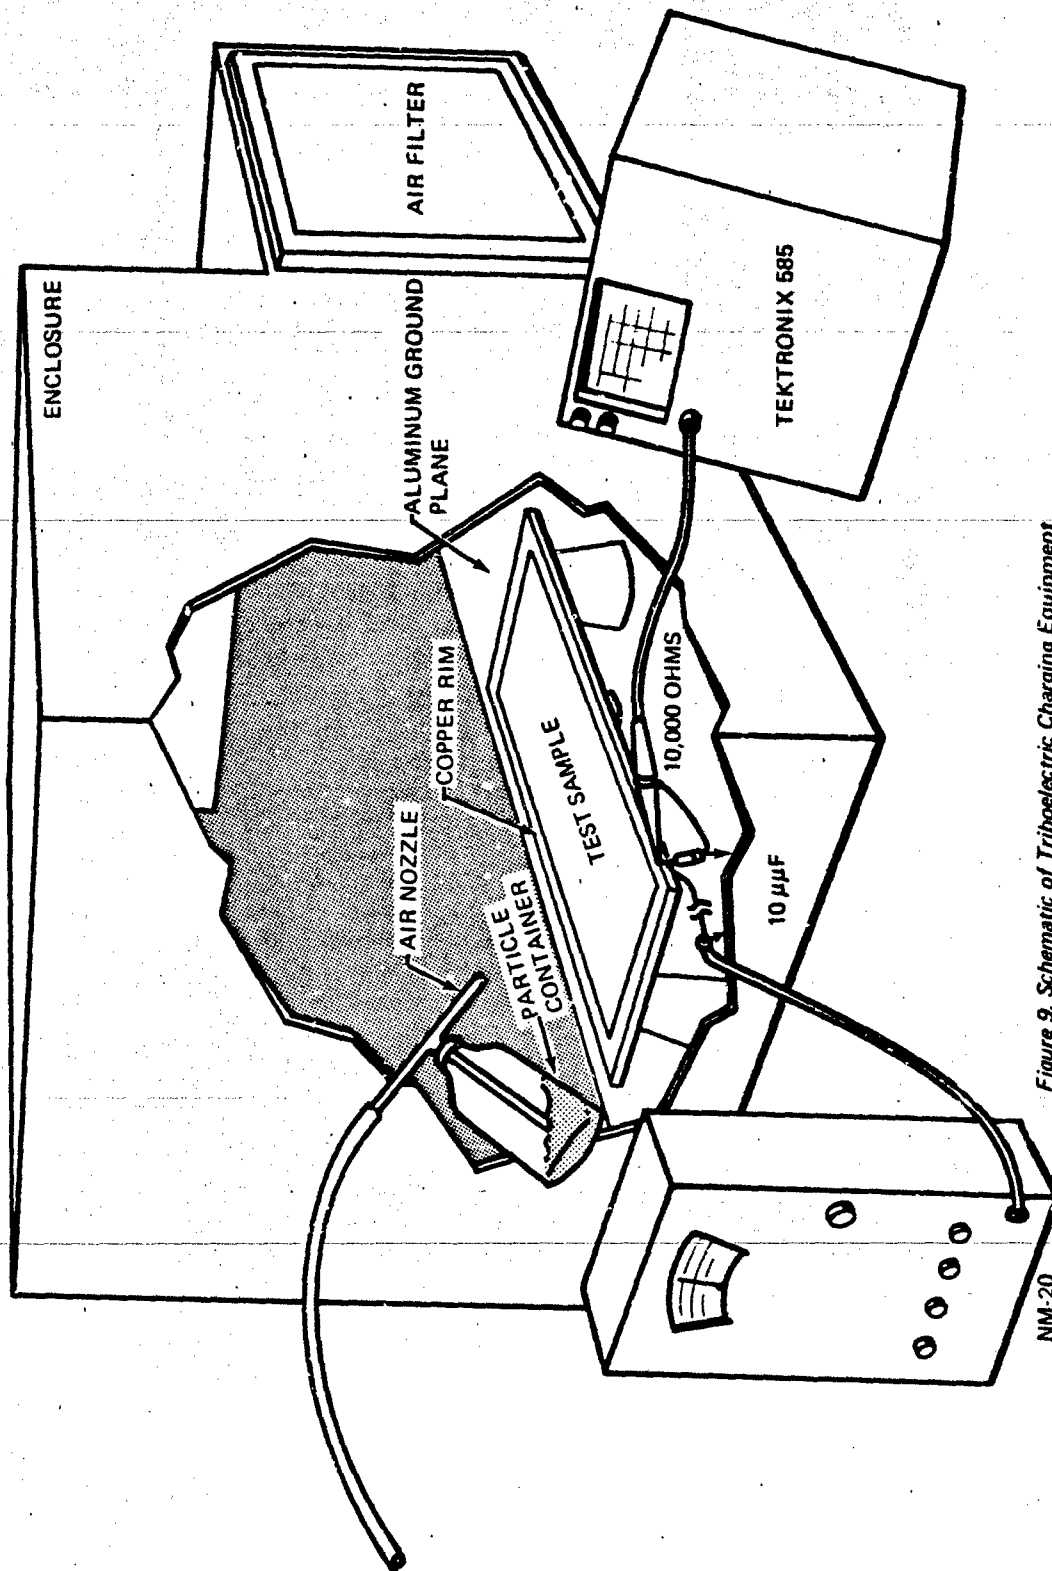 ENCLOSURE
AIR FILTER
ALUMINUM GROUND
PLANE
COPPER RIM
AIR NOZZLE
PARTICLE
CONTAINER
TEST SAMPLE
10,000 OHMS
10 µµF
TEKTRONIX 585
NM-20
Figure 9. Schematic of Triboelectric Charging Equipment